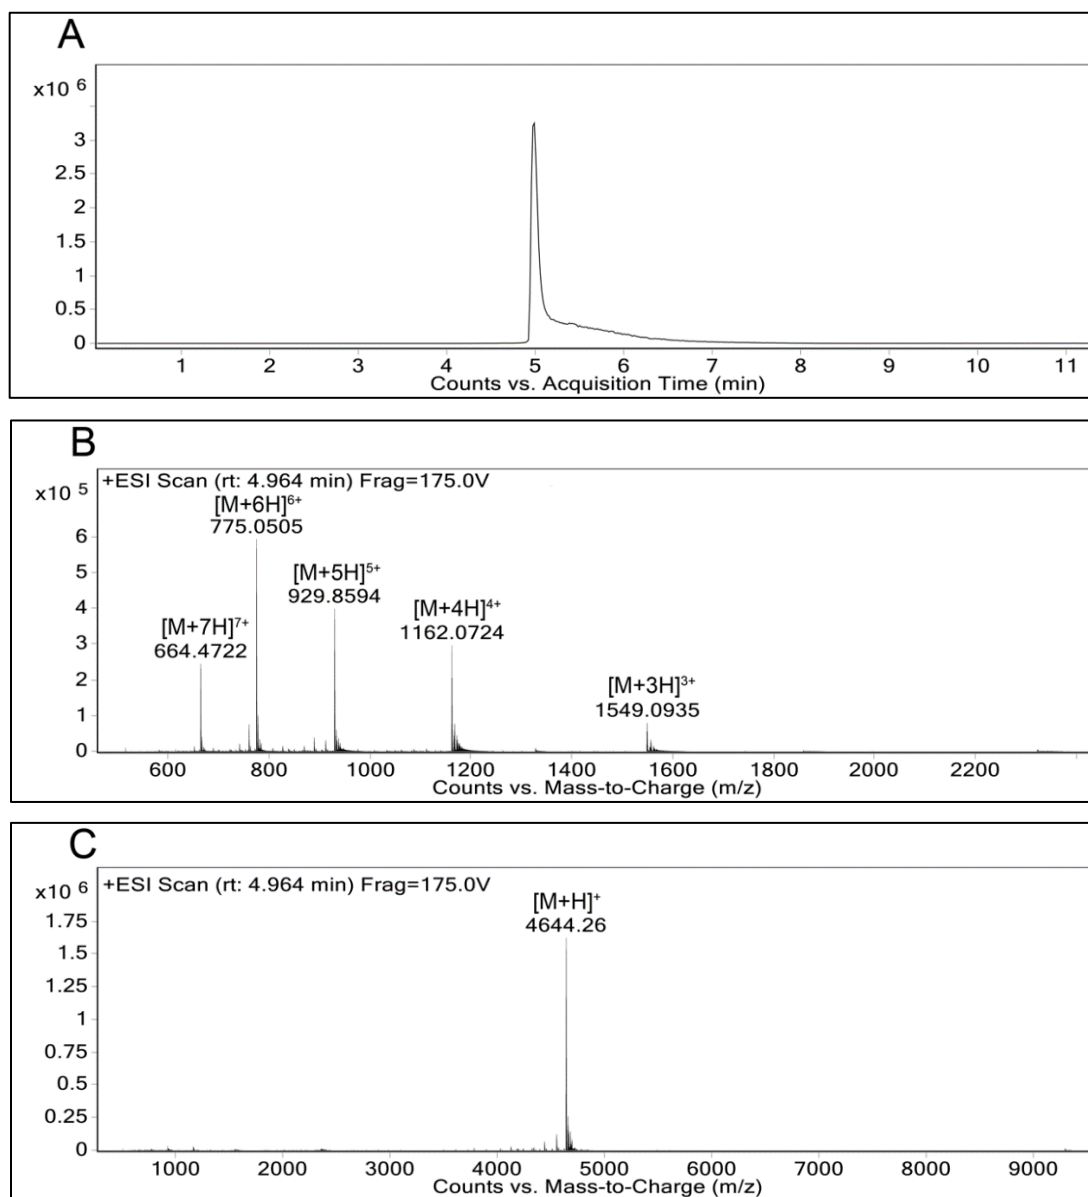 A
x10 ⁶
3
2.5
2
1.5
1
0.5
0
1 2 3 4 5 6 7 8 9 10 11
Counts vs. Acquisition Time (min)
B
+ESI Scan (rt: 4.964 min) Frag=175.0V
x10 ⁵
[M+6H]⁶⁺
775.0505
6
[M+5H]⁵⁺
929.8594
5
[M+4H]⁴⁺
1162.0724
4
[M+7H]⁷⁺
664.4722
3
[M+3H]³⁺
1549.0935
2
1
0
600 800 1000 1200 1400 1600 1800 2000 2200
Counts vs. Mass-to-Charge (m/z)
C
+ESI Scan (rt: 4.964 min) Frag=175.0V
x10 ⁶
[M+H]⁺
4644.26
1.75
1.5
1.25
1
0.75
0.5
0.25
0
1000 2000 3000 4000 5000 6000 7000 8000 9000
Counts vs. Mass-to-Charge (m/z)